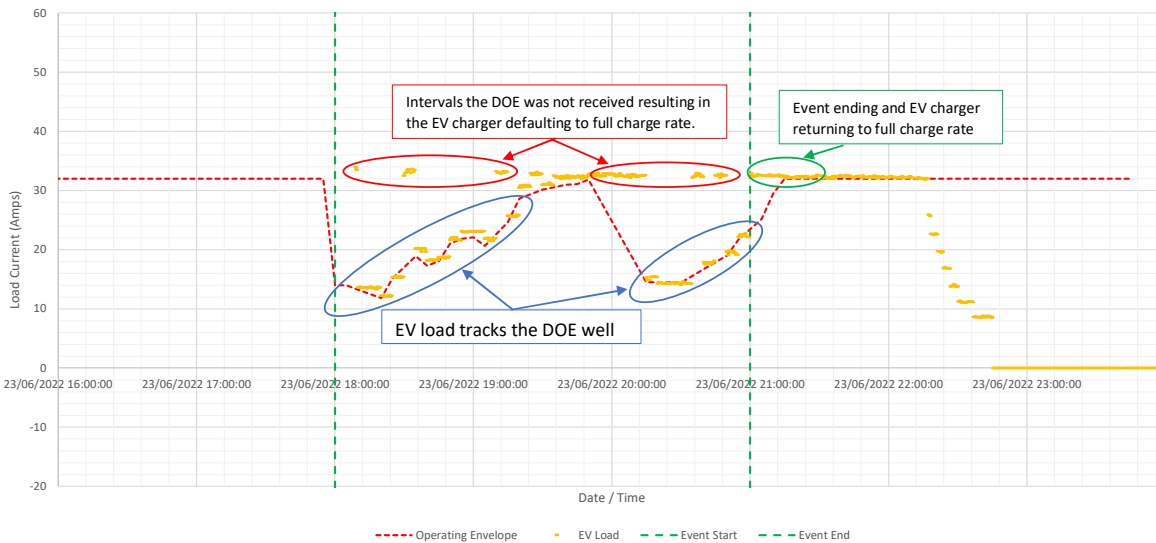 60
50
40
30
20
10
0
-10
-20
Load Current (Amps)
Intervals the DOE was not received resulting in
the EV charger defaulting to full charge rate.
Event ending and EV charger
returning to full charge rate
EV load tracks the DOE well
23/06/2022 16:00:00
23/06/2022 17:00:00
23/06/2022 18:00:00
23/06/2022 19:00:00
23/06/2022 20:00:00
23/06/2022 21:00:00
23/06/2022 22:00:00
23/06/2022 23:00:00
Date / Time
Operating Envelope
EV Load
Event Start
Event End